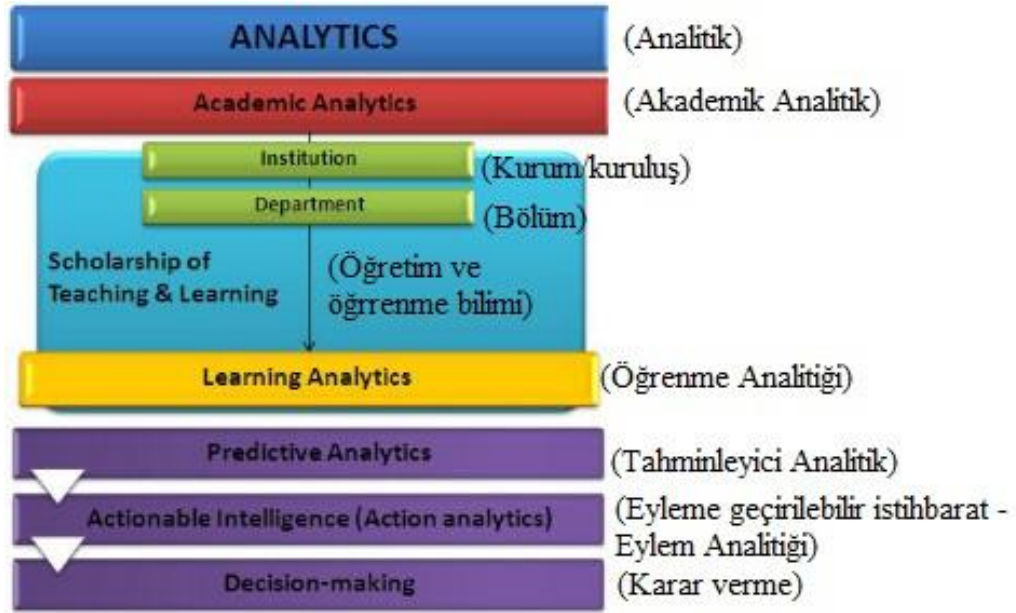 ANALYTICS (Analitik)
Academic Analytics (Akademik Analitik)
Institution (Kurum/kuruluş)
Department (Bölüm)
Scholarship of
Teaching & Learning
(Öğretim ve
öğrrenme bilimi)
Learning Analytics (Öğrenme Analitiği)
Predictive Analytics (Tahminleyici Analitik)
Actionable Intelligence (Action analytics)
(Eyleme geçirilebilir istihbarat -
Eylem Analitiği)
Decision-making (Karar verme)